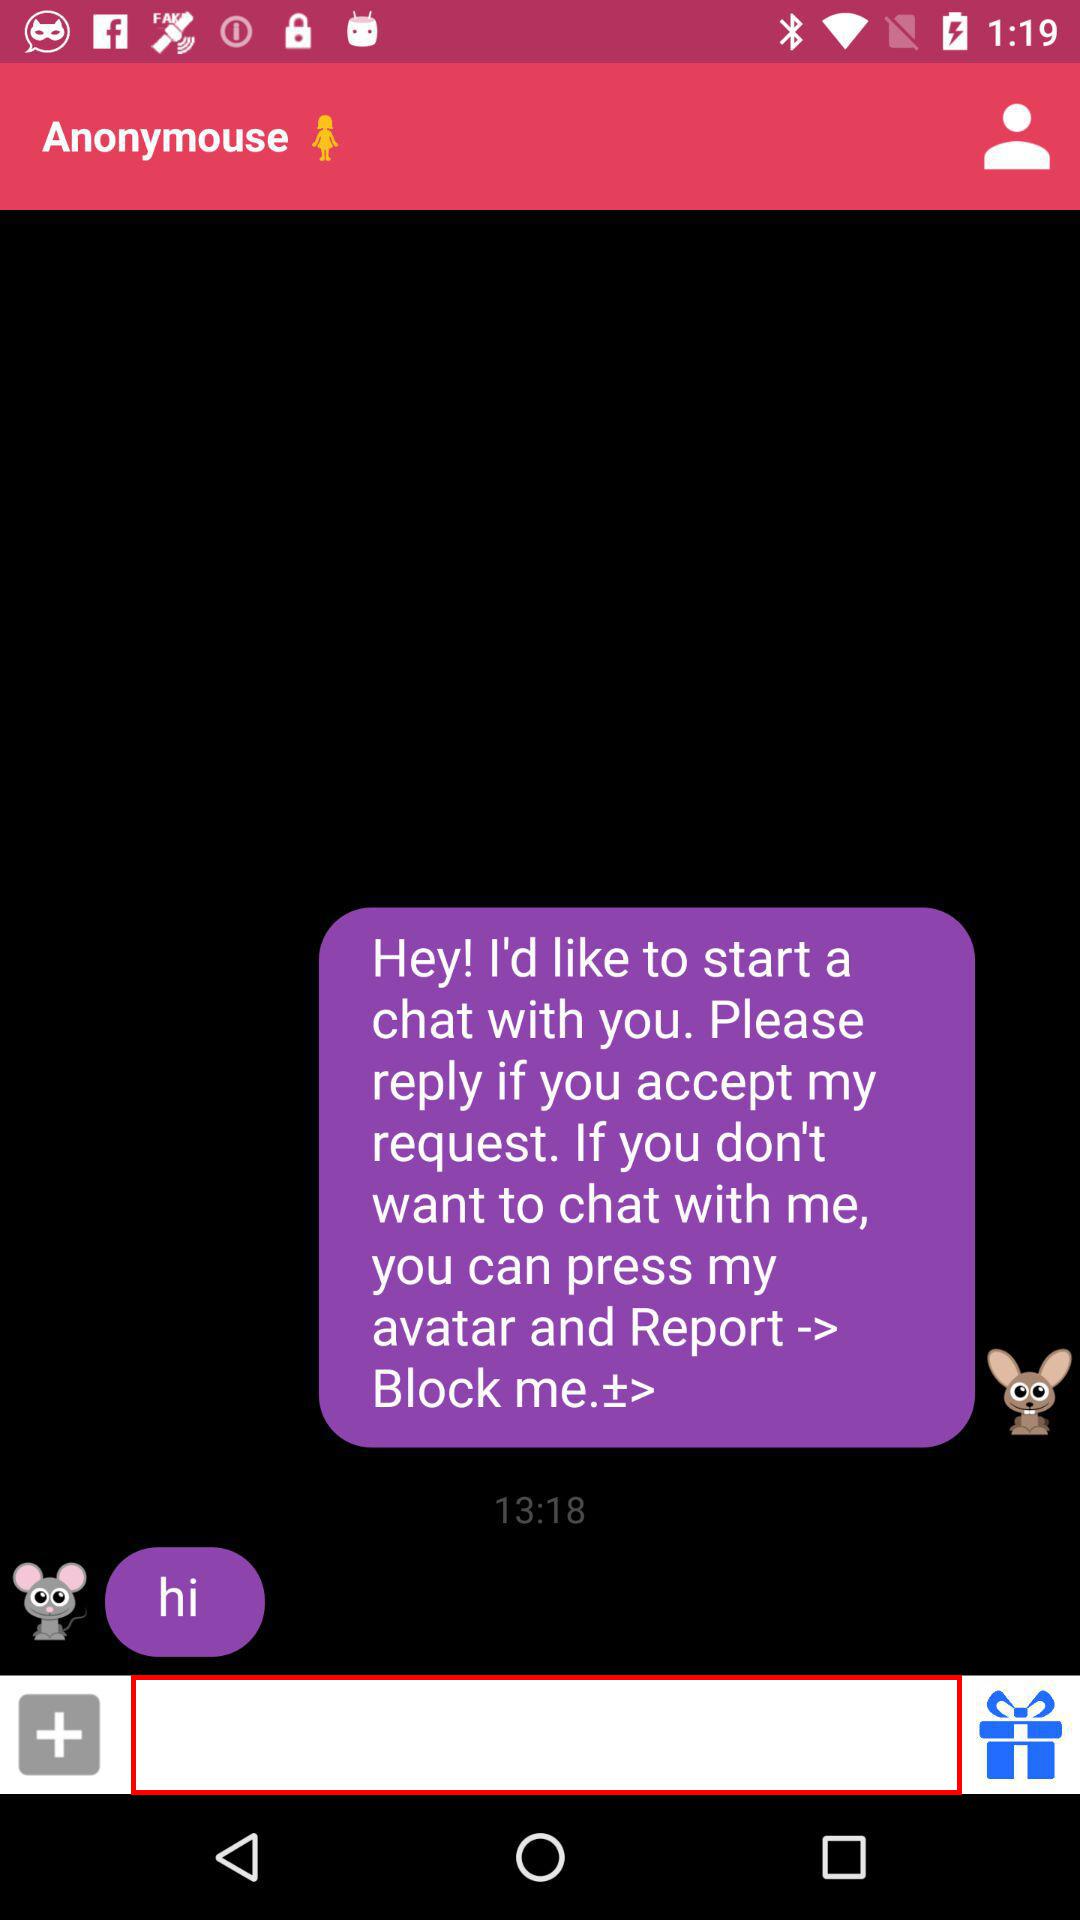 FAKE
1:19
Anonymouse
Hey! I'd like to start a
chat with you. Please
reply if you accept my
request. If you don't
want to chat with me,
you can press my
avatar and Report ->
Block me.±>
13:18
hi